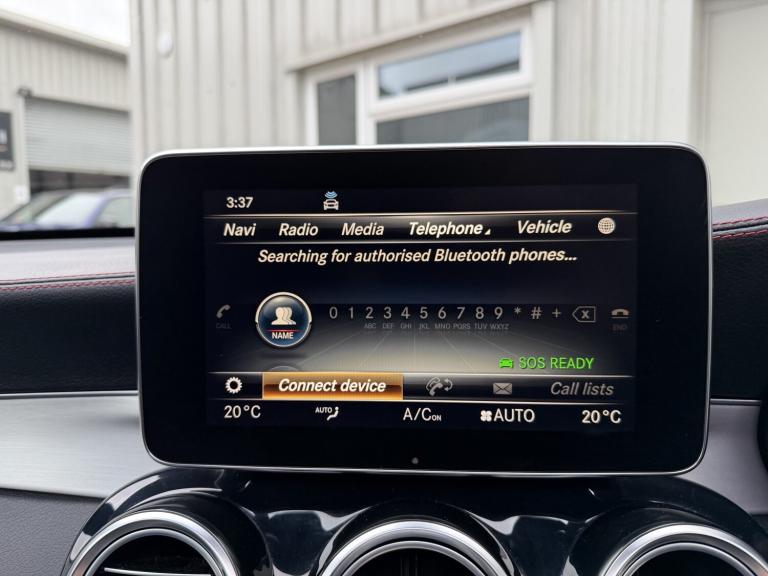 3:37
Navi Radio Media Telephone Vehicle
Searching for authorised Bluetooth phones...
CALL NAME 0 1 2 3 4 5 6 7 8 9 * # + X END
ABC DEF GHI JKL MNO PQRS TUV WXYZ
SOS READY
Connect device Call lists
20°C AUTO A/C ON AUTO 20°C